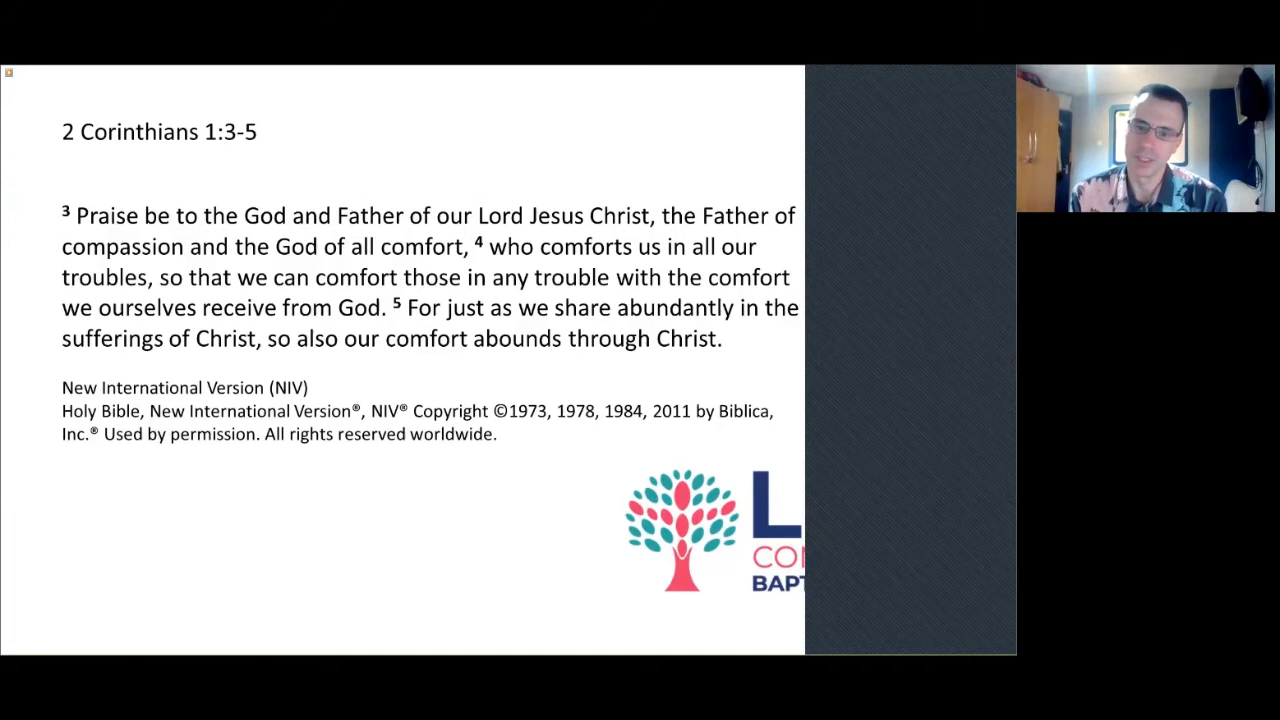 2 Corinthians 1:3-5
³ Praise be to the God and Father of our Lord Jesus Christ, the Father of
compassion and the God of all comfort, ⁴ who comforts us in all our
troubles, so that we can comfort those in any trouble with the comfort
we ourselves receive from God. ⁵ For just as we share abundantly in the
sufferings of Christ, so also our comfort abounds through Christ.
New International Version (NIV)
Holy Bible, New International Version®, NIV® Copyright ©1973, 1978, 1984, 2011 by Biblica,
Inc.® Used by permission. All rights reserved worldwide.